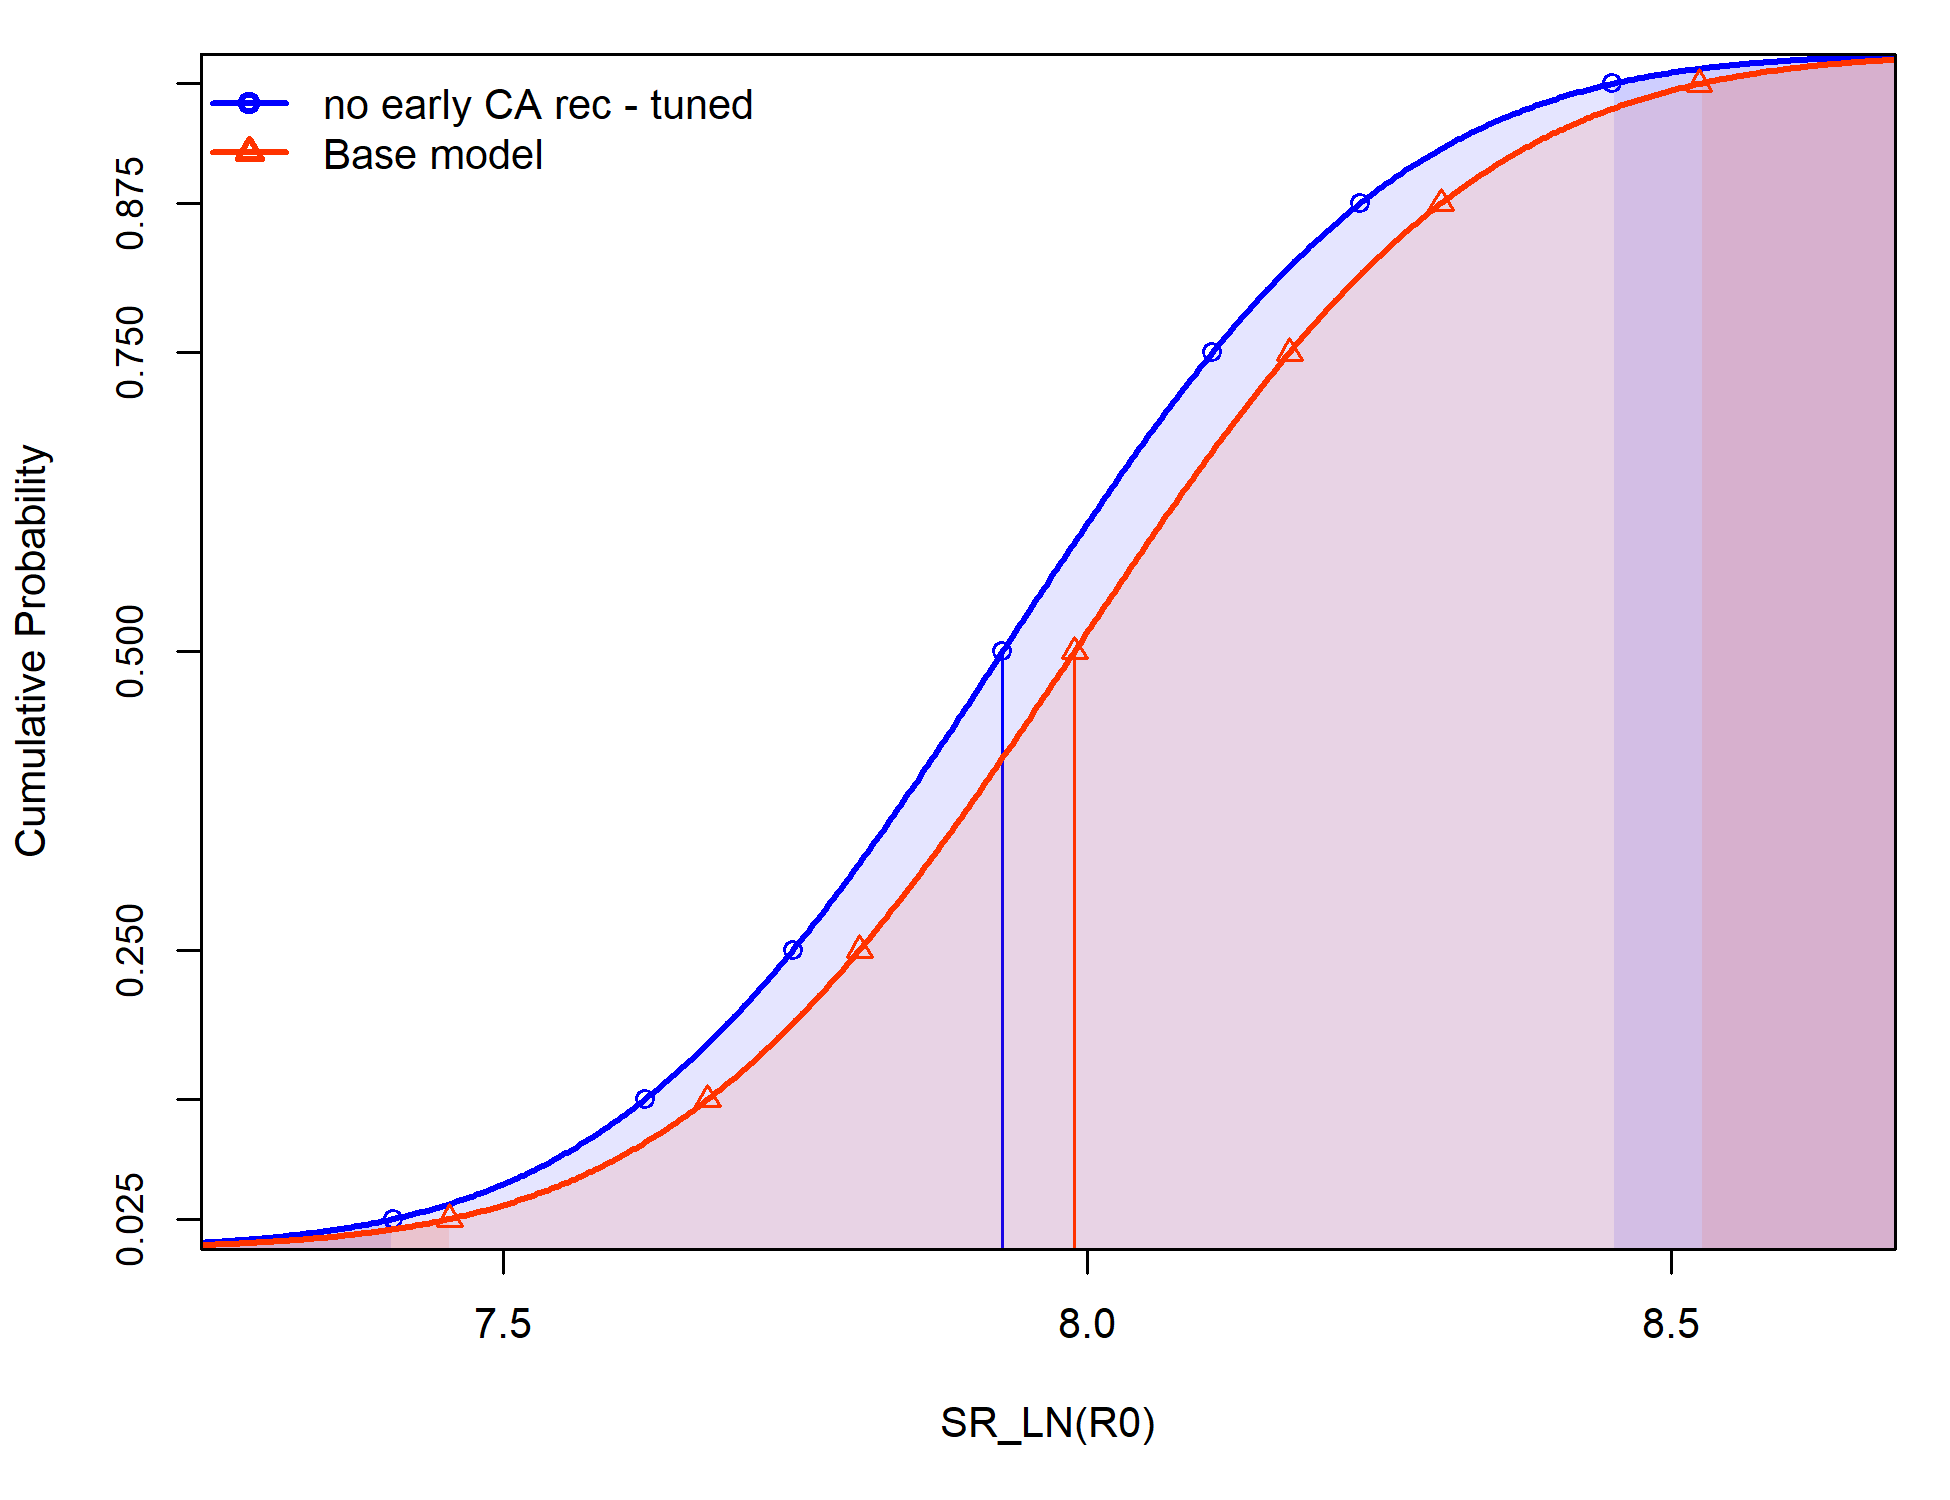 no early CA rec - tuned
Base model
Cumulative Probability
0.875
0.750
0.500
0.250
0.025
7.5 8.0 8.5
SR_LN(R0)